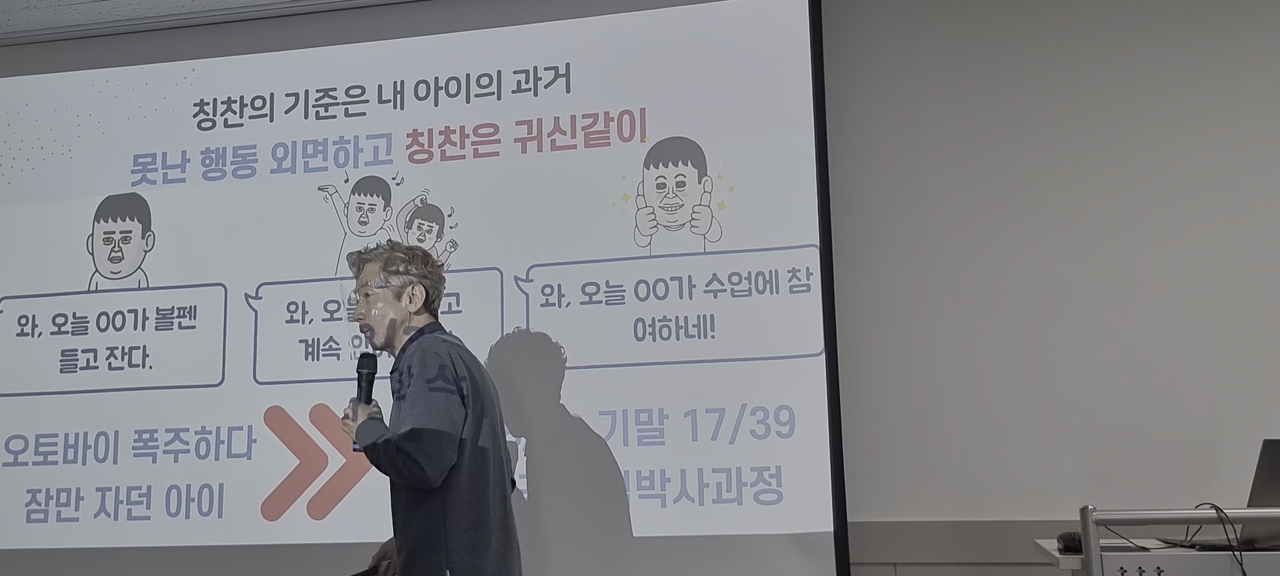 칭찬의 기준은 내 아이의 과거
못난 행동 외면하고 칭찬은 귀신같이
와, 오늘 OO가 볼펜
들고 잔다.
와, 오늘 고
계속
와, 오늘 OO가 수업에 참
여하네!
오토바이 폭주하다
잠만 자던 아이
기말 17/39
박사과정